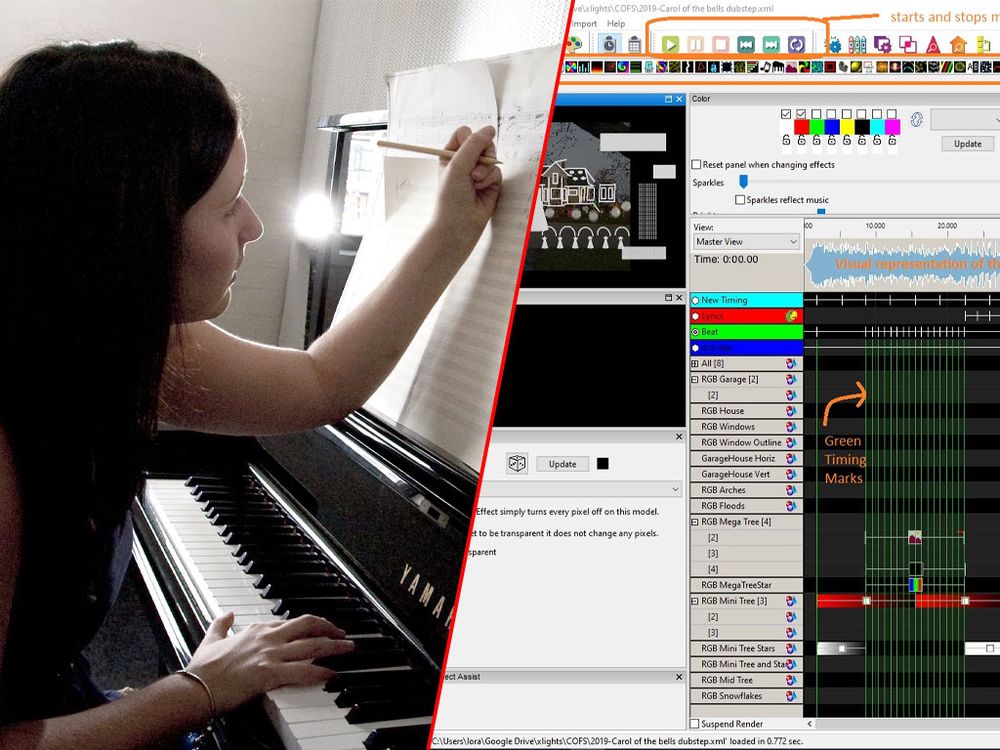 ive\xlights\COFS\2019-Carol of the bells dubstep.xml
Import Help
starts and stops m
Color
Update
Reset panel when changing effects
Sparkles
Sparkles reflect music
View:
Master View
Time: 0:00.00
10.000 20.000
Visual representation of th
New Timing
Lyrics
Beat
All [8]
RGB Garage [2]
[2]
RGB House
RGB Windows
RGB Window Outline
GarageHouse Horiz
GarageHouse Vert
RGB Arches
RGB Floods
RGB Mega Tree [4]
[2]
[3]
[4]
RGB MegaTreeStar
RGB Mini Tree [3]
[2]
[3]
RGB Mini Tree Stars
RGB Mini Tree and Sta
RGB Mid Tree
RGB Snowflakes
Green
Timing
Marks
Update
Effect simply turns every pixel off on this model.
et to be transparent it does not change any pixels.
sparent
ect Assist
Suspend Render
C:\Users\lora\Google Drive\xlights\COFS\2019-Carol of the bells dubstep.xml' loaded in 0.772 sec.
YAMA